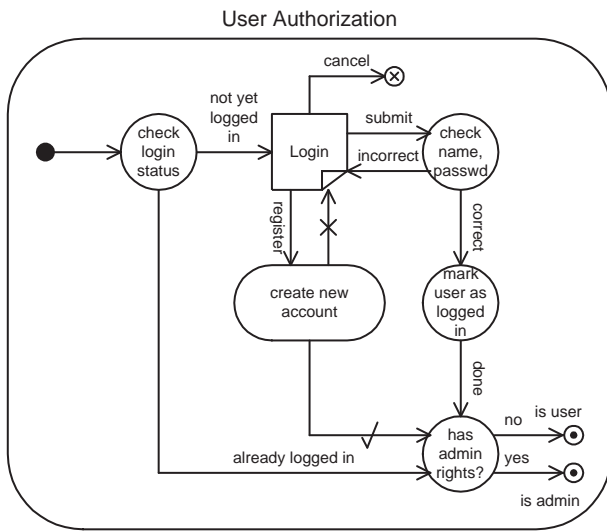 User Authorization
cancel
not yet
logged
in
submit
check
login
status
Login
check
name,
passwd
incorrect
register
correct
create new
account
mark
user as
logged
in
done
no
is user
has
admin
rights?
already logged in
yes
is admin